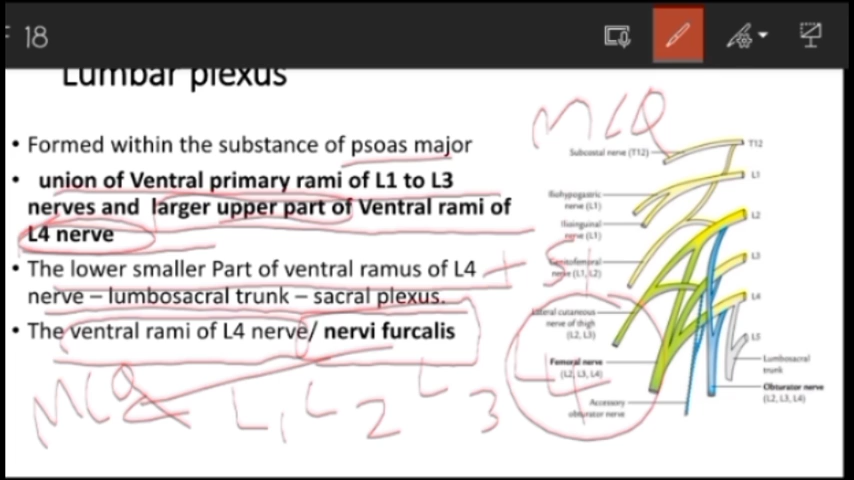 18
Lumbar plexus
• Formed within the substance of psoas major
• union of Ventral primary rami of L1 to L3
nerves and larger upper part of Ventral rami of
L4 nerve
• The lower smaller Part of ventral ramus of L4
nerve – lumbosacral trunk – sacral plexus.
• The ventral rami of L4 nerve/ nervi furcalis
MCQ
L1 L2 L3
MCQ
Subcostal nerve (T12)
Iliohypogastric
nerve (L1)
Ilioinguinal
nerve (L1)
Genitofemoral
nerve (L1, L2)
Lateral cutaneous
nerve of thigh
(L2, L3)
Femoral nerve
(L2, L3, L4)
Accessory
obturator nerve
T12
L1
L2
L3
L4
L5
Lumbosacral
trunk
Obturator nerve
(L2, L3, L4)